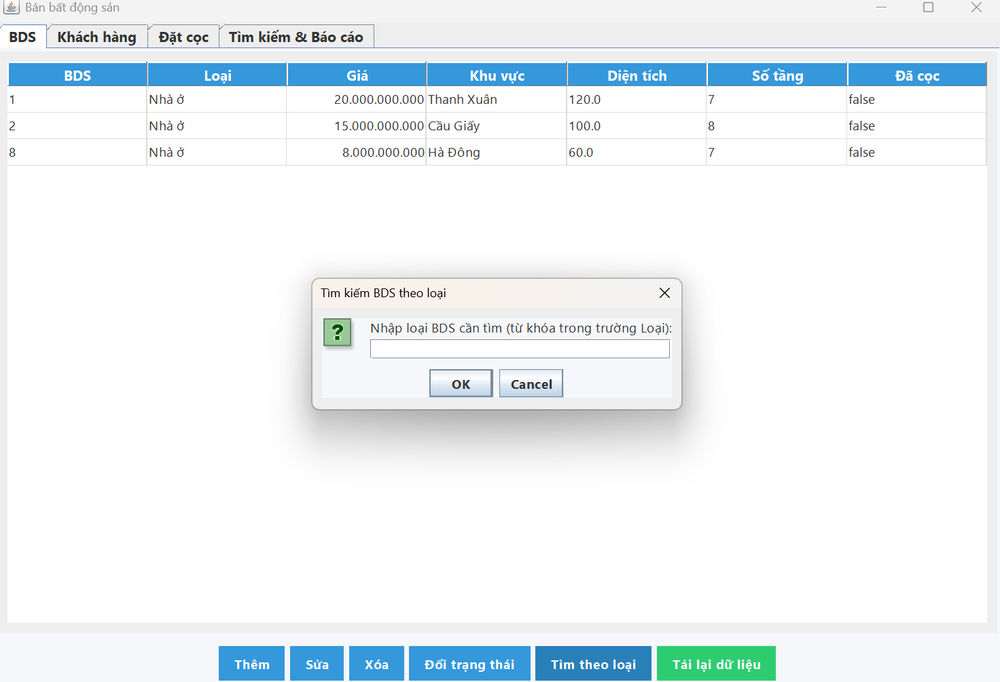 Bán bất động sản
BDS Khách hàng Đặt cọc Tìm kiếm & Báo cáo
BDS Loại Giá Khu vực Diện tích Số tầng Đã cọc
1 Nhà ở 20.000.000.000 Thanh Xuân 120.0 7 false
2 Nhà ở 15.000.000.000 Cầu Giấy 100.0 8 false
8 Nhà ở 8.000.000.000 Hà Đông 60.0 7 false
Tìm kiếm BDS theo loại
?
Nhập loại BDS cần tìm (từ khóa trong trường Loại):
OK Cancel
Thêm Sửa Xóa Đổi trạng thái Tìm theo loại Tải lại dữ liệu